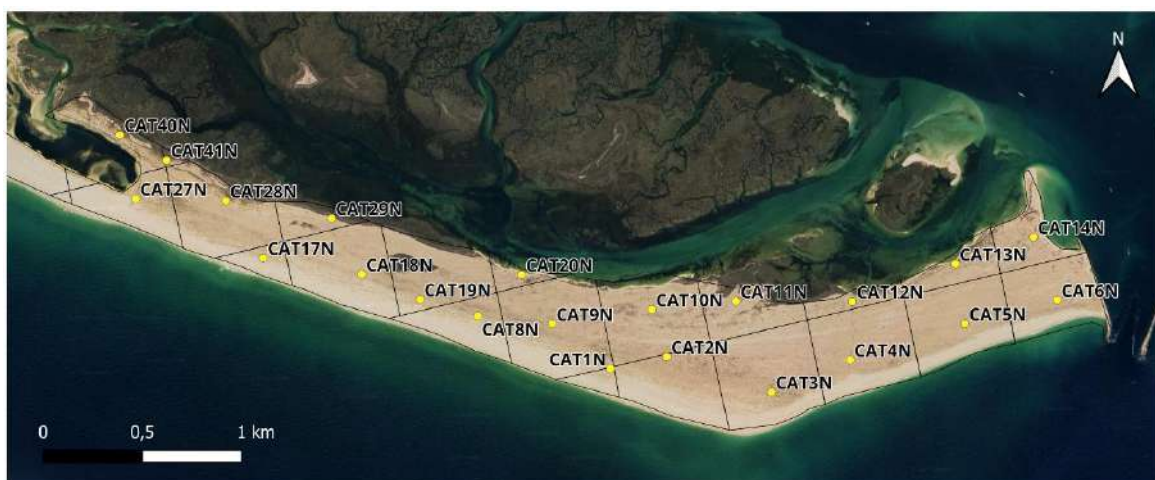 N
CAT40N
CAT41N
CAT27N
CAT28N
CAT29N
CAT14N
CAT13N
CAT17N
CAT18N
CAT20N
CAT19N
CAT10N
CAT11N
CAT12N
CAT6N
CAT8N
CAT9N
CAT5N
CAT1N
CAT2N
CAT4N
CAT3N
0 0,5 1 km